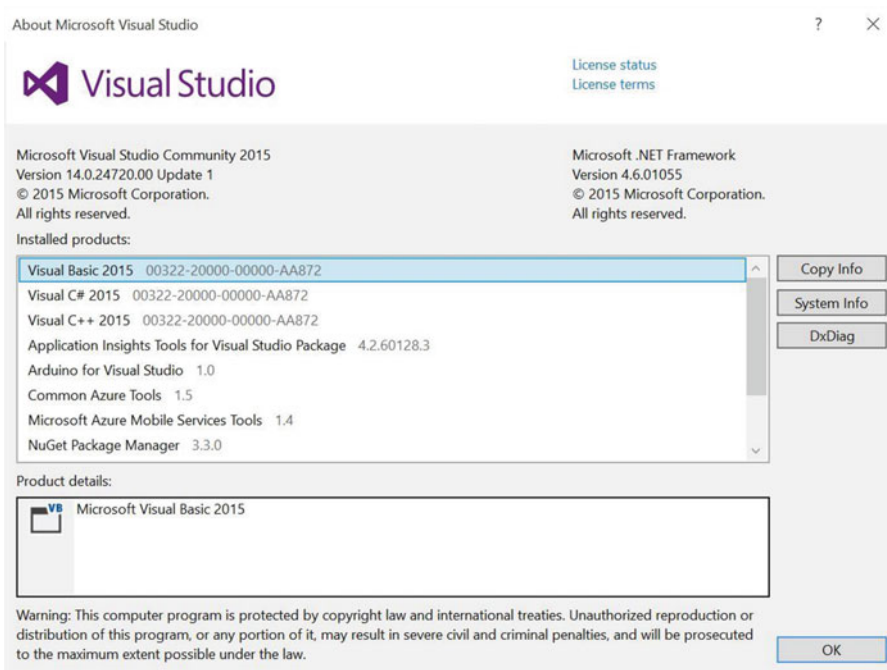 About Microsoft Visual Studio
Visual Studio
License status
License terms
Microsoft Visual Studio Community 2015
Version 14.0.24720.00 Update 1
© 2015 Microsoft Corporation.
All rights reserved.
Microsoft .NET Framework
Version 4.6.01055
© 2015 Microsoft Corporation.
All rights reserved.
Installed products:
Visual Basic 2015 00322-20000-00000-AA872
Visual C# 2015 00322-20000-00000-AA872
Visual C++ 2015 00322-20000-00000-AA872
Application Insights Tools for Visual Studio Package 4.2.60128.3
Arduino for Visual Studio 1.0
Common Azure Tools 1.5
Microsoft Azure Mobile Services Tools 1.4
NuGet Package Manager 3.3.0
Copy Info
System Info
DxDiag
Product details:
VB
Microsoft Visual Basic 2015
Warning: This computer program is protected by copyright law and international treaties. Unauthorized reproduction or
distribution of this program, or any portion of it, may result in severe civil and criminal penalties, and will be prosecuted
to the maximum extent possible under the law.
OK